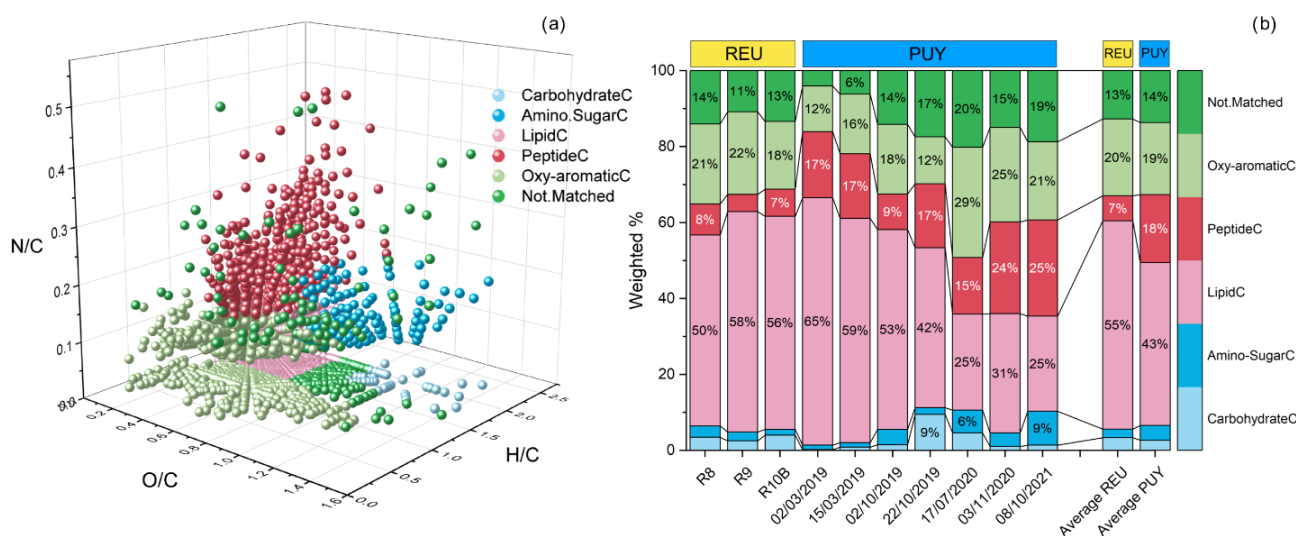 (a)
CarbohydrateC
Amino.SugarC
LipidC
PeptideC
Oxy-aromaticC
Not.Matched
N/C
0.5
0.4
0.3
0.2
0.1
0.2
0.4
0.6
0.8
1.0
1.2
1.4
1.6
O/C
0.0
0.5
1.0
1.5
2.0
2.5
H/C
(b)
REU PUY REU PUY
Weighted %
100
80
60
40
20
0
14% 11% 13% 6% 14% 17% 20% 15% 19% 13% 14%
21% 22% 18% 12% 16% 18% 12% 29% 25% 21% 20% 19%
8% 7% 17% 17% 9% 17% 15% 24% 25% 7% 18%
50% 58% 56% 65% 59% 53% 42% 25% 31% 25% 55% 43%
9% 6% 9%
Not.Matched
Oxy-aromaticC
PeptideC
LipidC
Amino-SugarC
CarbohydrateC
R8
R9
R10B
02/03/2019
15/03/2019
02/10/2019
22/10/2019
17/07/2020
03/11/2020
08/10/2021
Average REU
Average PUY